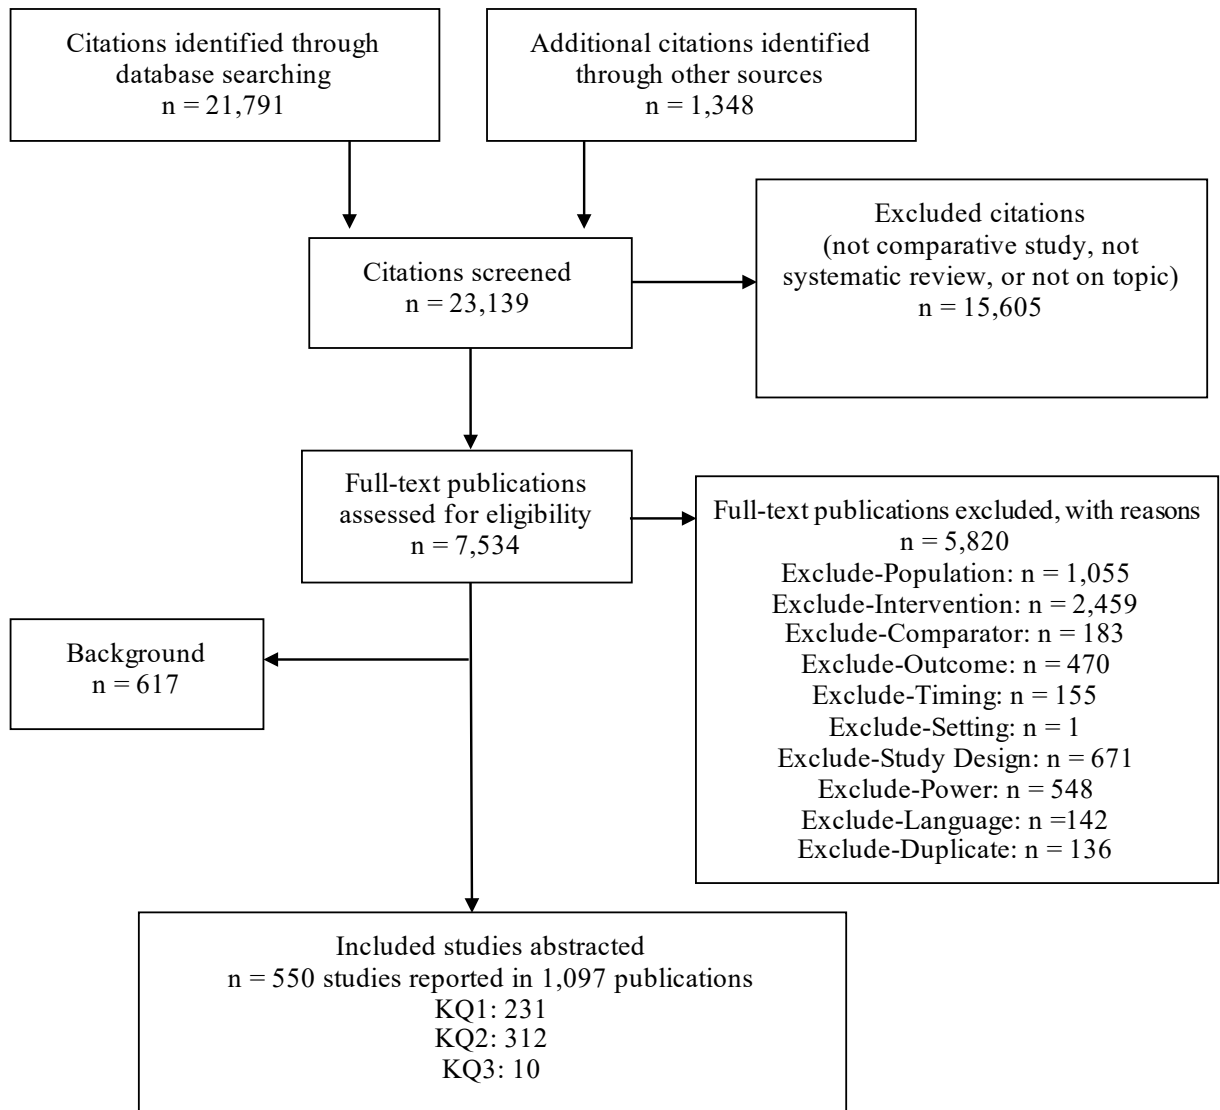 Citations identified through
database searching
n = 21,791
Additional citations identified
through other sources
n = 1,348
Excluded citations
(not comparative study, not
systematic review, or not on topic)
n = 15,605
Citations screened
n = 23,139
Full-text publications
assessed for eligibility
n = 7,534
Full-text publications excluded, with reasons
n = 5,820
Exclude-Population: n = 1,055
Exclude-Intervention: n = 2,459
Exclude-Comparator: n = 183
Exclude-Outcome: n = 470
Exclude-Timing: n = 155
Exclude-Setting: n = 1
Exclude-Study Design: n = 671
Exclude-Power: n = 548
Exclude-Language: n =142
Exclude-Duplicate: n = 136
Background
n = 617
Included studies abstracted
n = 550 studies reported in 1,097 publications
KQ1: 231
KQ2: 312
KQ3: 10